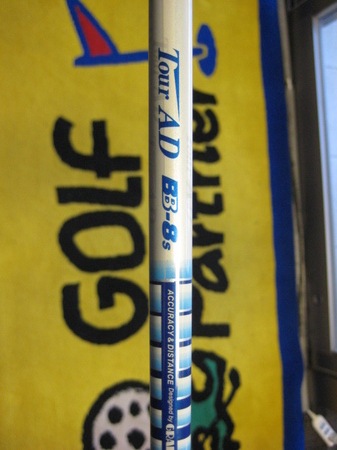 Tour AD
BB-8s
ACCURACY & DISTANCE Designed by
GOLF
Partner